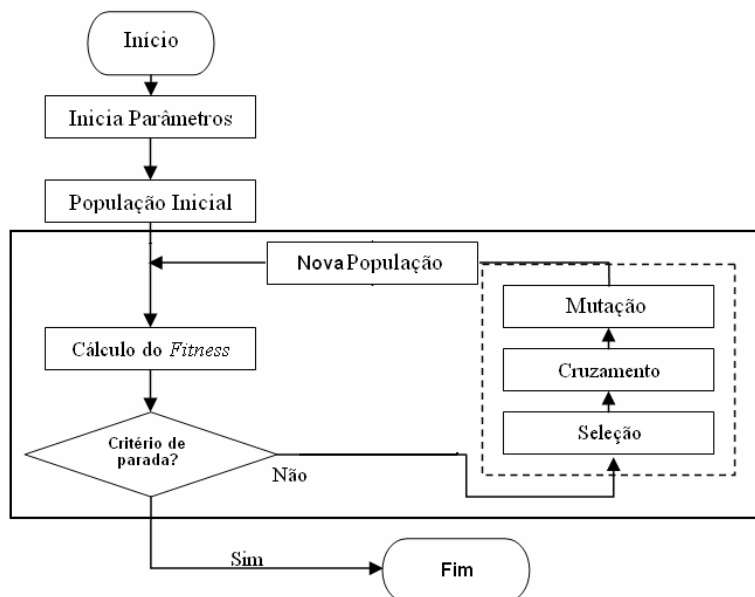 Início
Inicia Parâmetros
População Inicial
Nova População
Mutação
Cálculo do Fitness
Cruzamento
Seleção
Critério de
parada?
Não
Sim
Fim